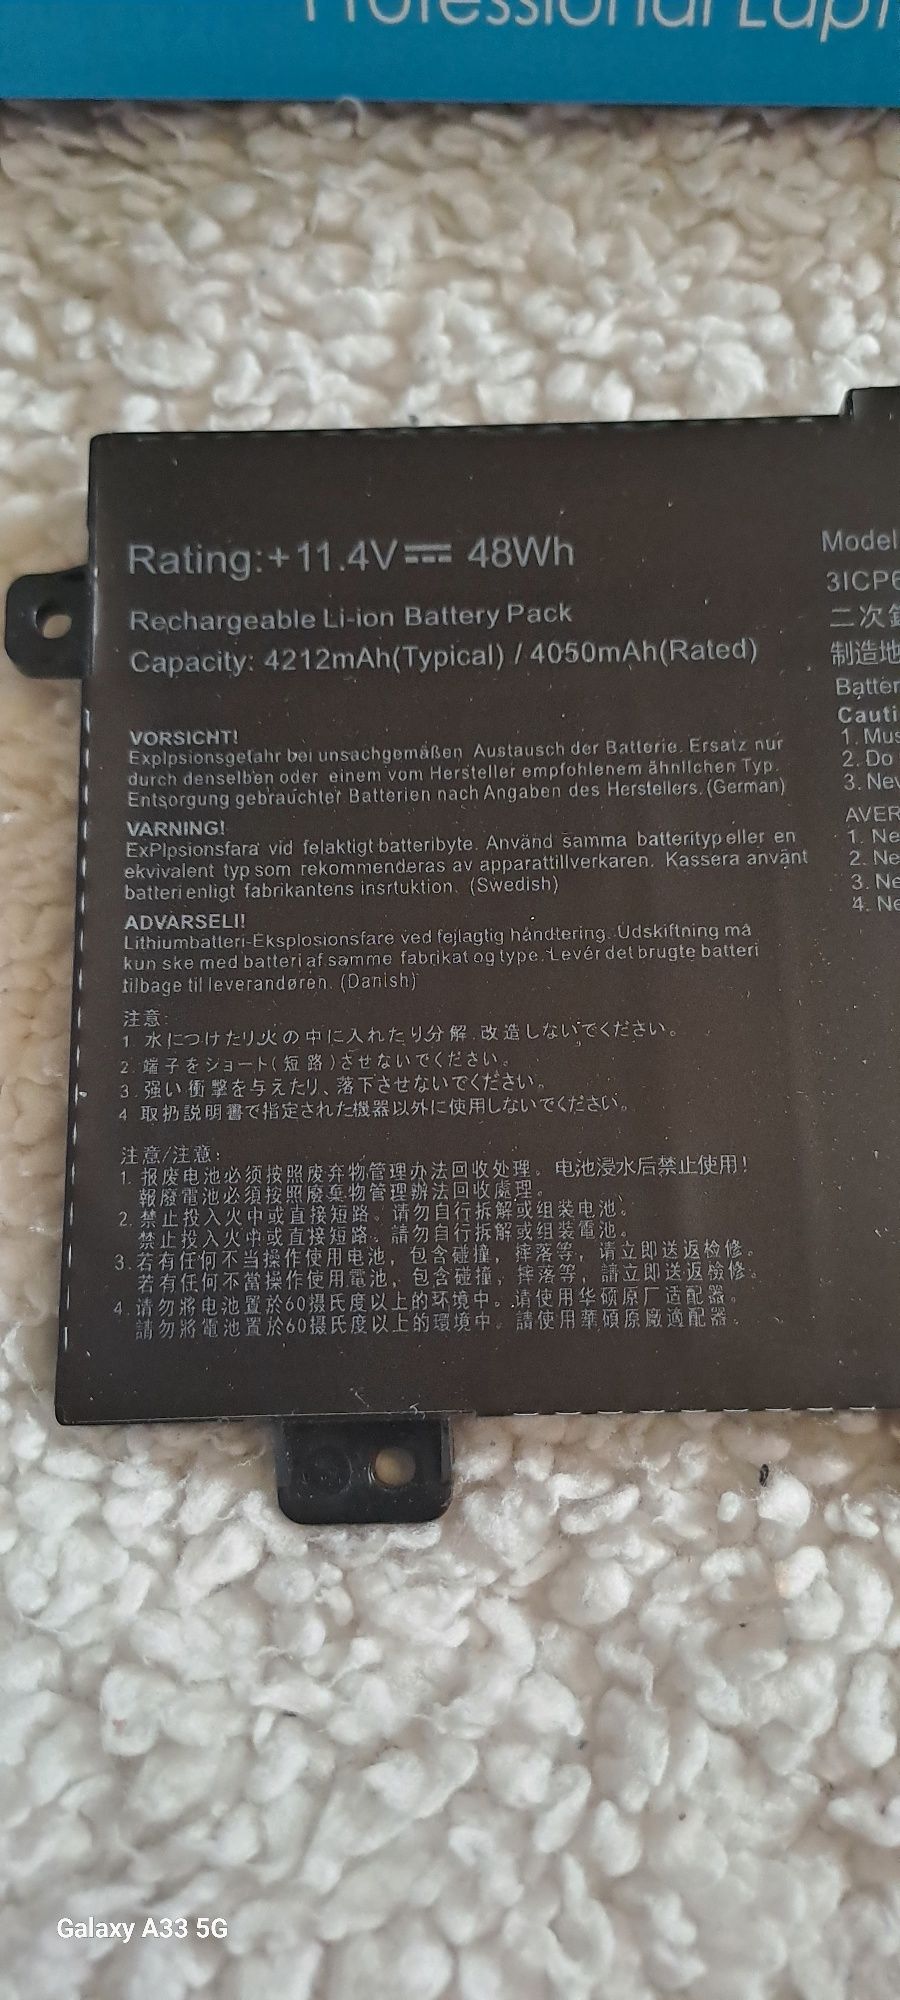 Professional Lap
Rating:+11.4V 48Wh
Rechargeable Li-ion Battery Pack
Capacity: 4212mAh(Typical) / 4050mAh(Rated)
VORSICHT!
Explpsionsgefahr bei unsachgemäßen Austausch der Batterie. Ersatz nur
durch denselben oder einem vom Hersteller empfohlenem ähnlichen Typ.
Entsorgung gebrauchter Batterien nach Angaben des Herstellers. (German)
VARNING!
ExPlpsionsfara vid felaktigt batteribyte. Använd samma batterityp eller en
ekvivalent typ som rekommenderas av apparattillverkaren. Kassera använt
batteri enligt fabrikantens insrtuktion. (Swedish)
ADVARSELI!
Lithiumbatteri-Eksplosionsfare ved fejlagtig håndtering. Udskiftning må
kun ske med batteri af samme fabrikat og type. Levér det brugte batteri
tilbage til leverandøren. (Danish)
注意:
1. 水につけたり火の中に入れたり分解.改造しないでください。
2. 端子をショート(短路)させないでください。
3. 强い衝撃を与えたり、落下させないでください。
4 取扔説明書で指定された機器以外に使用しないでください。
注意/注意:
1. 报废电池必须按照废弃物管理办法回收处理。电池浸水后禁止使用!
報廢電池必須按照廢棄物管理辦法回收處理。
2. 禁止投入火中或直接短路。请勿自行拆解或组装电池。
禁止投入火中或直接短路。請勿自行拆解或组裝電池。
3. 若有任何不当操作使用电池，包含碰撞，摔落等，请立即送返检修。
若有任何不當操作使用電池，包含碰撞，摔落等，請立即送返檢修。
4. 请勿將电池置於60摄氏度以上的环境中。请使用华硕原厂适配器。
請勿將電池置於60摄氏度以上的環境中。請使用華碩原廠適配器。
Model
3ICP6
二次
制造地
Batter
Cauti
1. Mus
2. Do
3. Nev
AVER
1. Ne
2. Ne
3. Ne
4. Ne
Galaxy A33 5G